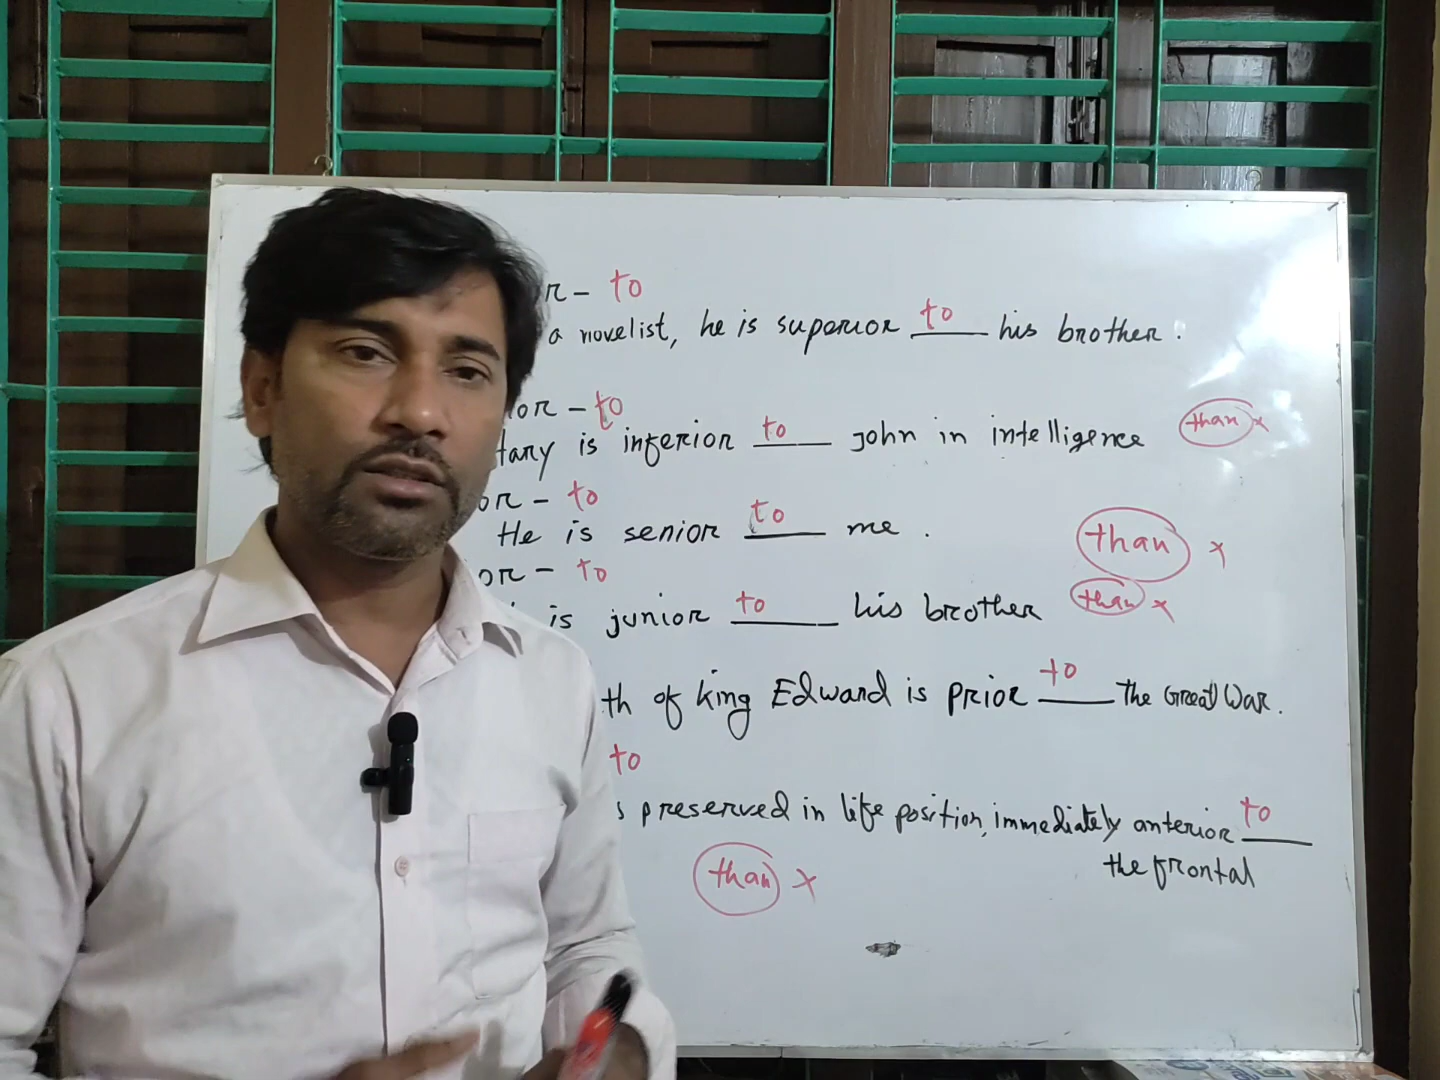 - to
a novelist, he is superior to his brother.
- to
is inferior to john in intelligence than x
- to
He is senior to me. than x
- to
is junior to his brother than x
of king Edward is prior to the Great War.
to
preserved in life position, immediately anterior to
the frontal
than x